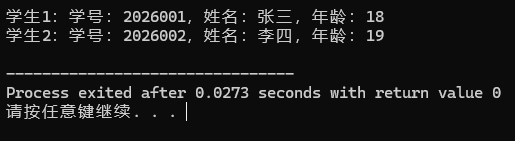 学生1：学号：2026001，姓名：张三，年龄：18
学生2：学号：2026002，姓名：李四，年龄：19
--------------------------------
Process exited after 0.0273 seconds with return value 0
请按任意键继续. . .